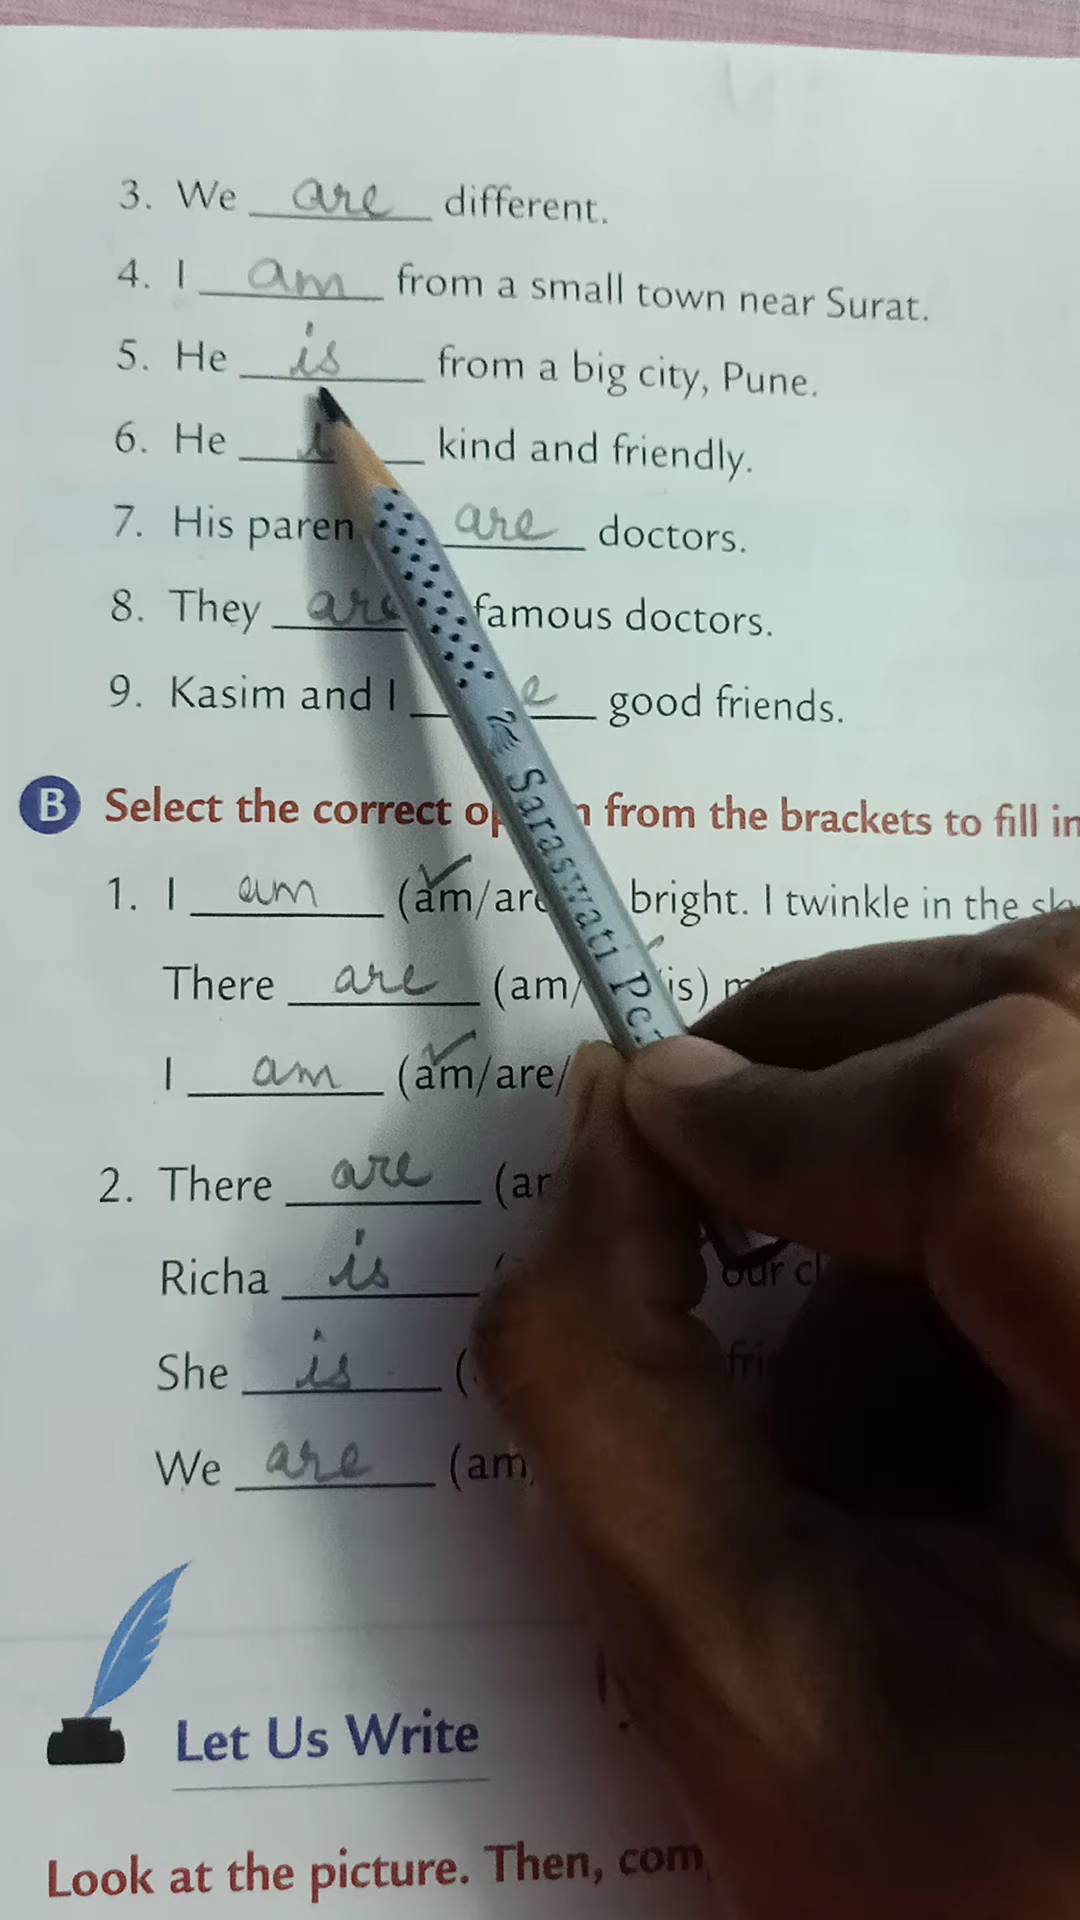 3. We are different.
4. I am from a small town near Surat.
5. He is from a big city, Pune.
6. He kind and friendly.
7. His paren are doctors.
8. They are famous doctors.
9. Kasim and I good friends.
B Select the correct from the brackets to fill in
1. I am (am/are bright. I twinkle in the
There are (am/ is)
I am (am/are/
2. There are (ar
Richa is our
She is (
We are (am,
Let Us Write
Look at the picture. Then, com
Saraswati